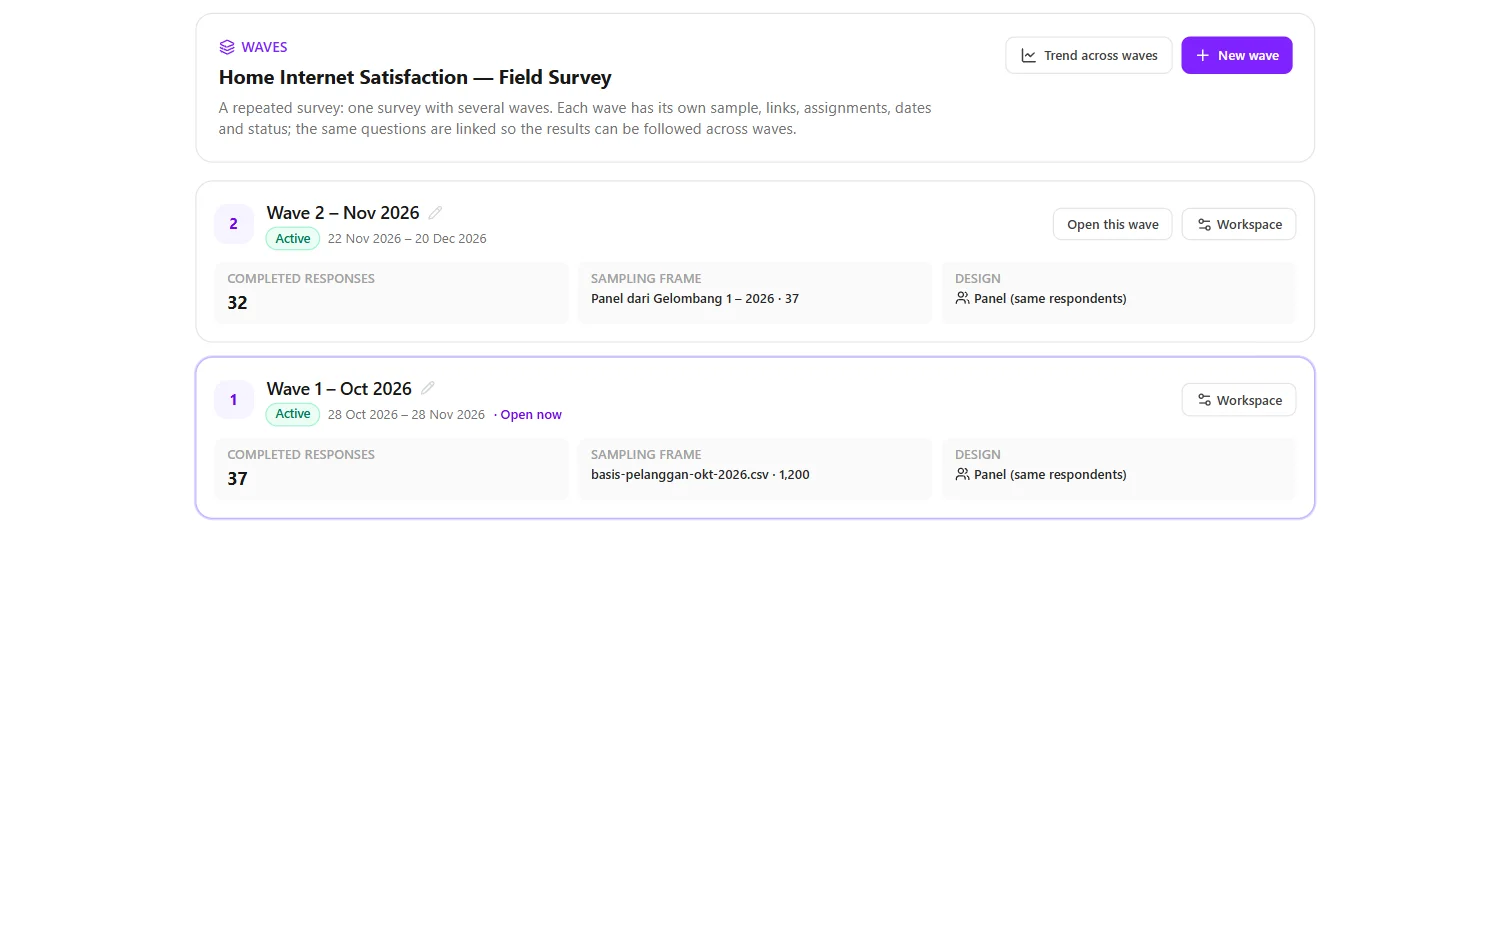 WAVES
Home Internet Satisfaction — Field Survey
A repeated survey: one survey with several waves. Each wave has its own sample, links, assignments, dates
and status; the same questions are linked so the results can be followed across waves.
Trend across waves
New wave
2
Wave 2 – Nov 2026
Active 22 Nov 2026 – 20 Dec 2026
Open this wave
Workspace
COMPLETED RESPONSES
32
SAMPLING FRAME
Panel dari Gelombang 1 – 2026 · 37
DESIGN
Panel (same respondents)
1
Wave 1 – Oct 2026
Active 28 Oct 2026 – 28 Nov 2026 · Open now
Workspace
COMPLETED RESPONSES
37
SAMPLING FRAME
basis-pelanggan-okt-2026.csv · 1,200
DESIGN
Panel (same respondents)